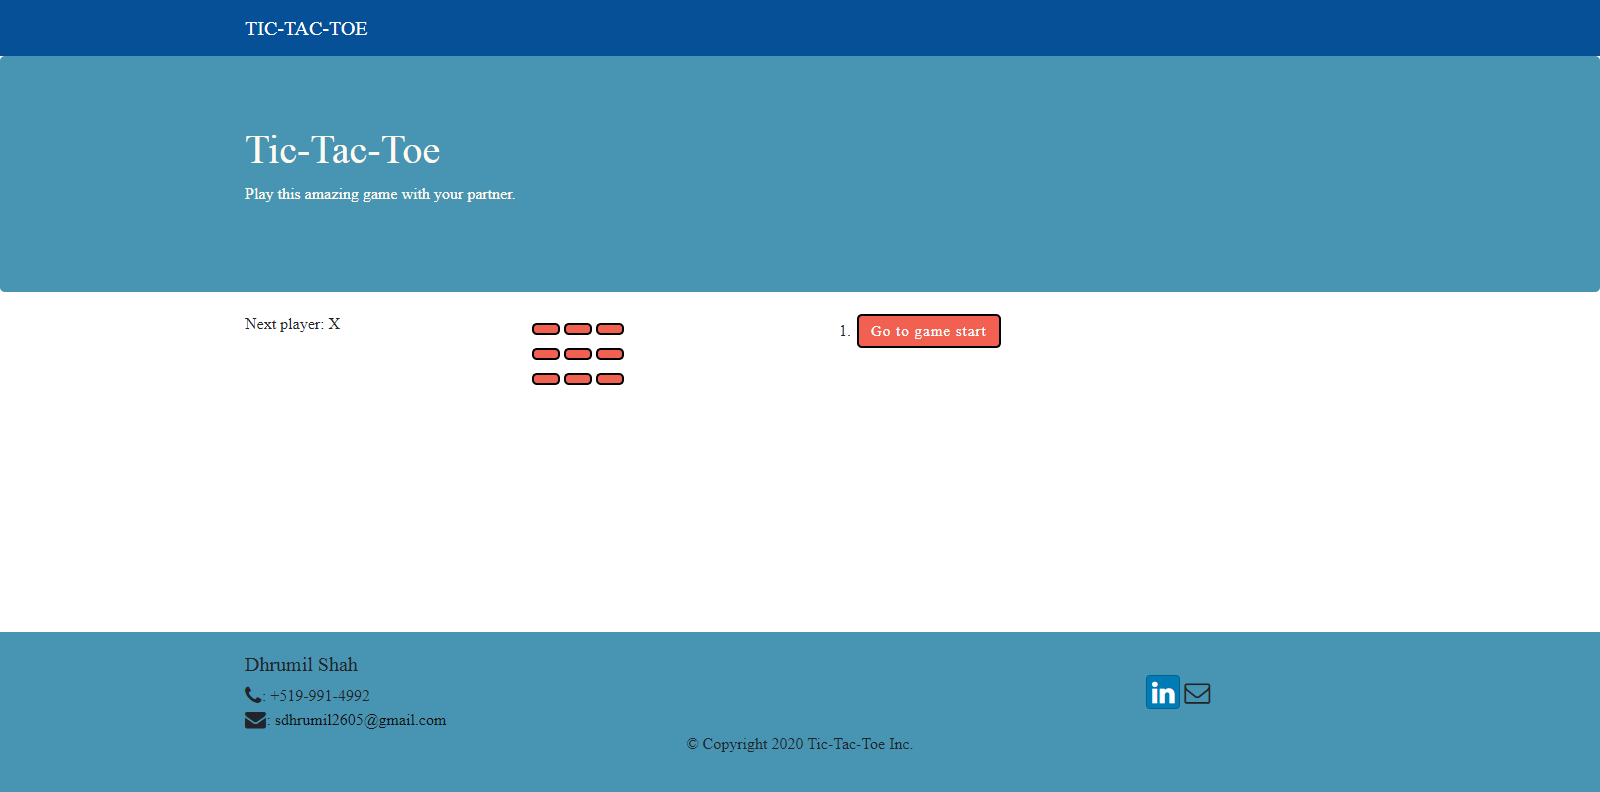 TIC-TAC-TOE
Tic-Tac-Toe
Play this amazing game with your partner.
Next player: X
1. Go to game start
Dhrumil Shah
: +519-991-4992
: sdhrumil2605@gmail.com
in
© Copyright 2020 Tic-Tac-Toe Inc.